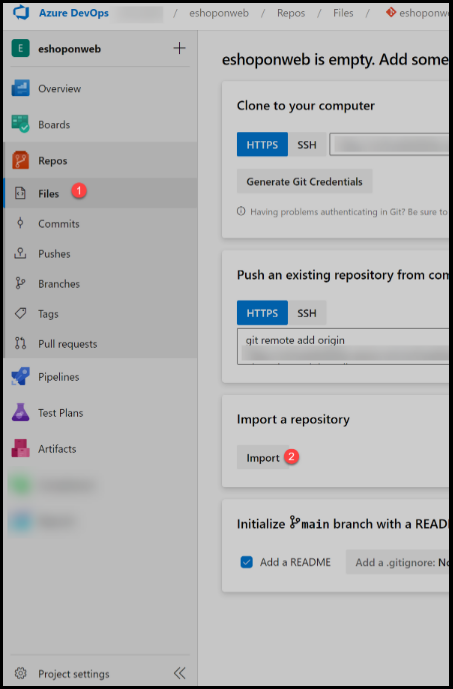 Azure DevOps / eshoponweb / Repos / Files / eshoponwe
E eshoponweb +
Overview
Boards
Repos
Files 1
Commits
Pushes
Branches
Tags
Pull requests
Pipelines
Test Plans
Artifacts
Project settings
eshoponweb is empty. Add some
Clone to your computer
HTTPS SSH
Generate Git Credentials
Having problems authenticating in Git? Be sure to
Push an existing repository from com
HTTPS SSH
git remote add origin
Import a repository
Import 2
Initialize main branch with a READ
Add a README Add a .gitignore: No